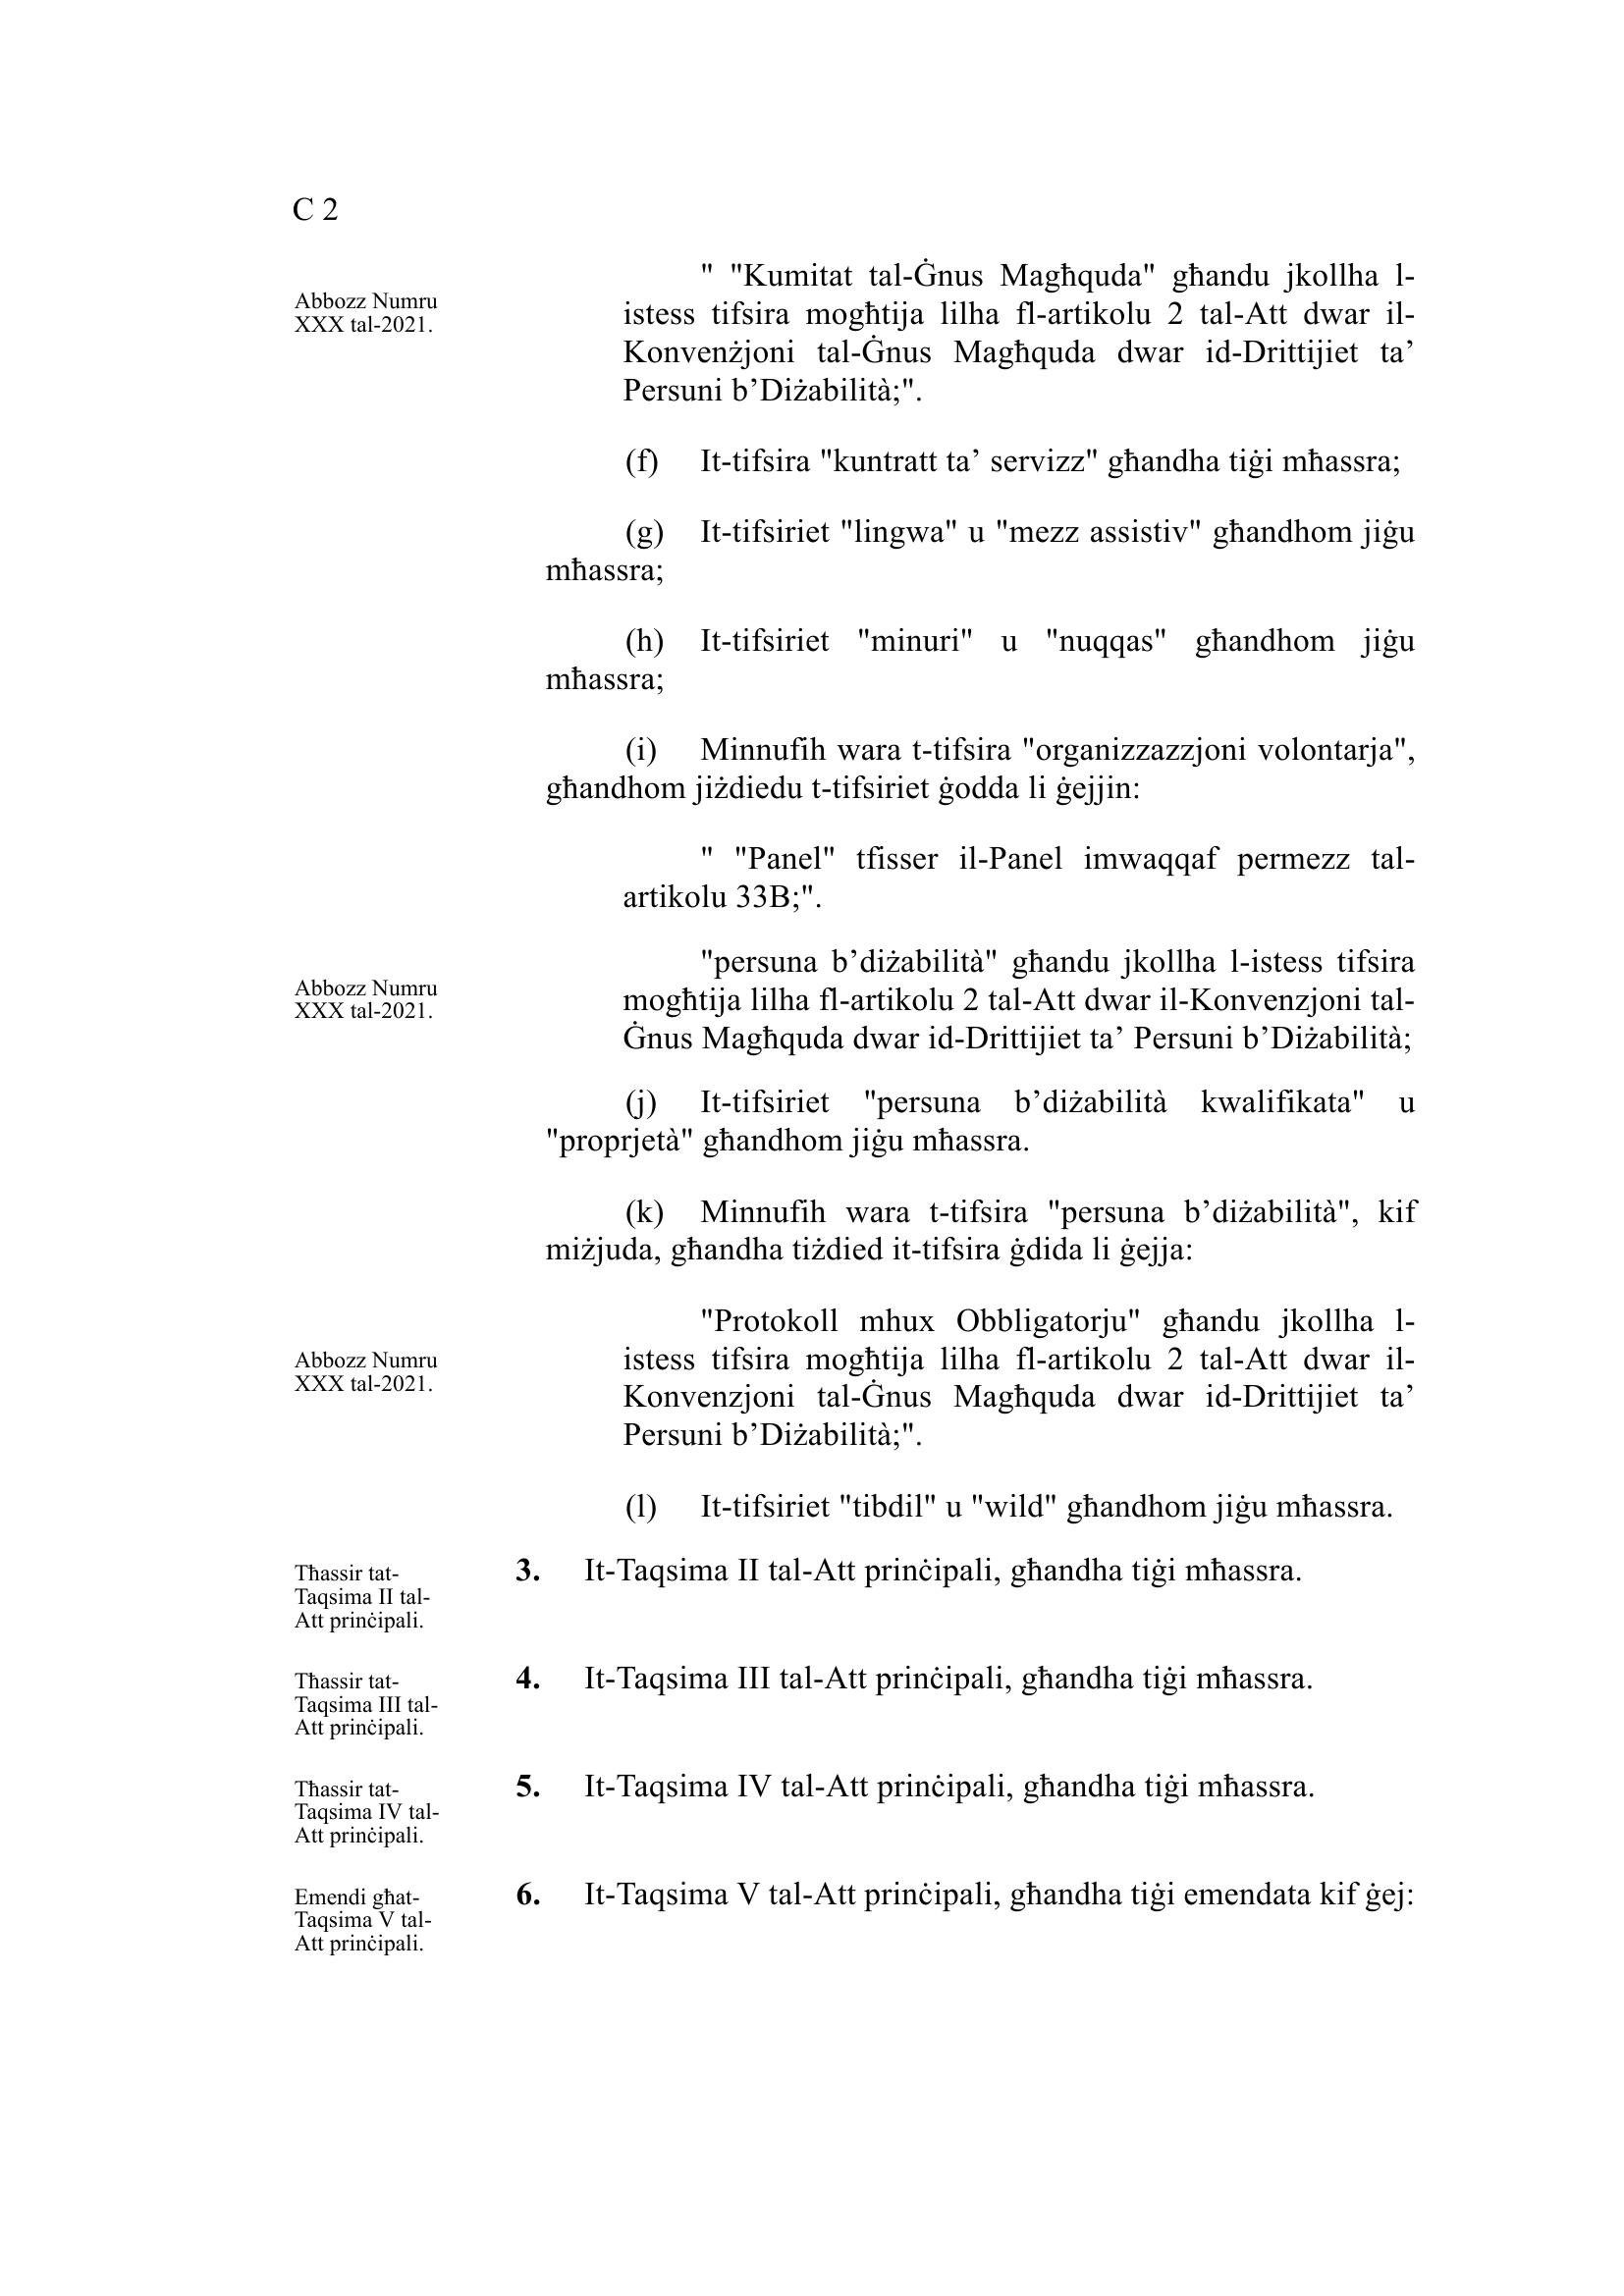 C 2
Abbozz Numru
XXX tal-2021.
" "Kumitat tal-Ġnus Magħquda" għandu jkollha l-
istess tifsira mogħtija lilha fl-artikolu 2 tal-Att dwar il-
Konvenżjoni tal-Ġnus Magħquda dwar id-Drittijiet ta’
Persuni b’Diżabilità;".
(f) It-tifsira "kuntratt ta’ servizz" għandha tiġi mħassra;
(g) It-tifsiriet "lingwa" u "mezz assistiv" għandhom jiġu
mħassra;
(h) It-tifsiriet "minuri" u "nuqqas" għandhom jiġu
mħassra;
(i) Minnufih wara t-tifsira "organizzazzjoni volontarja",
għandhom jiżdiedu t-tifsiriet ġodda li ġejjin:
" "Panel" tfisser il-Panel imwaqqaf permezz tal-
artikolu 33B;".
Abbozz Numru
XXX tal-2021.
"persuna b’diżabilità" għandu jkollha l-istess tifsira
mogħtija lilha fl-artikolu 2 tal-Att dwar il-Konvenzjoni tal-
Ġnus Magħquda dwar id-Drittijiet ta’ Persuni b’Diżabilità;
(j) It-tifsiriet "persuna b’diżabilità kwalifikata" u
"proprjetà" għandhom jiġu mħassra.
(k) Minnufih wara t-tifsira "persuna b’diżabilità", kif
miżjuda, għandha tiżdied it-tifsira ġdida li ġejja:
Abbozz Numru
XXX tal-2021.
"Protokoll mhux Obbligatorju" għandu jkollha l-
istess tifsira mogħtija lilha fl-artikolu 2 tal-Att dwar il-
Konvenzjoni tal-Ġnus Magħquda dwar id-Drittijiet ta’
Persuni b’Diżabilità;".
(l) It-tifsiriet "tibdil" u "wild" għandhom jiġu mħassra.
Tħassir tat-
Taqsima II tal-
Att prinċipali.
3. It-Taqsima II tal-Att prinċipali, għandha tiġi mħassra.
Tħassir tat-
Taqsima III tal-
Att prinċipali.
4. It-Taqsima III tal-Att prinċipali, għandha tiġi mħassra.
Tħassir tat-
Taqsima IV tal-
Att prinċipali.
5. It-Taqsima IV tal-Att prinċipali, għandha tiġi mħassra.
Emendi għat-
Taqsima V tal-
Att prinċipali.
6. It-Taqsima V tal-Att prinċipali, għandha tiġi emendata kif ġej: